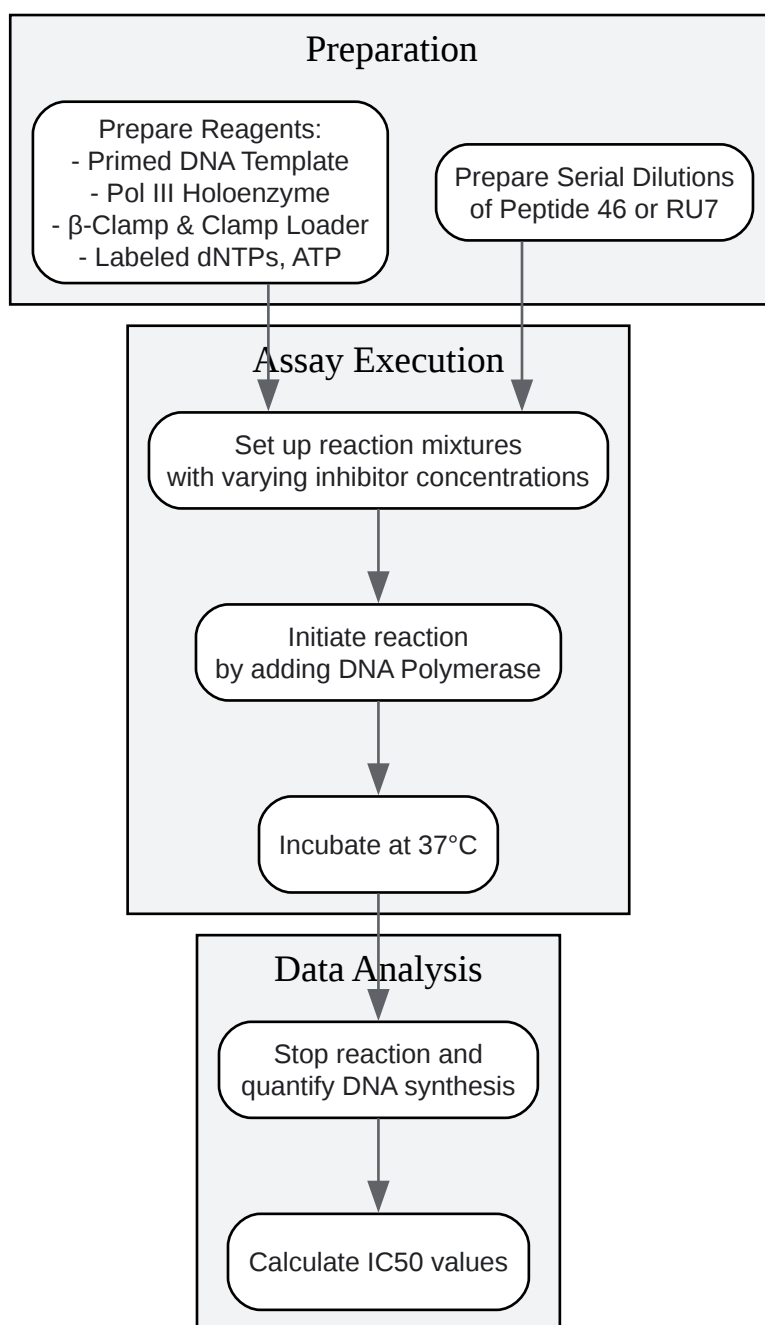 Preparation
Prepare Reagents:
- Primed DNA Template
- Pol III Holoenzyme
- β-Clamp & Clamp Loader
- Labeled dNTPs, ATP
Prepare Serial Dilutions
of Peptide 46 or RU7
Assay Execution
Set up reaction mixtures
with varying inhibitor concentrations
Initiate reaction
by adding DNA Polymerase
Incubate at 37°C
Data Analysis
Stop reaction and
quantify DNA synthesis
Calculate IC50 values